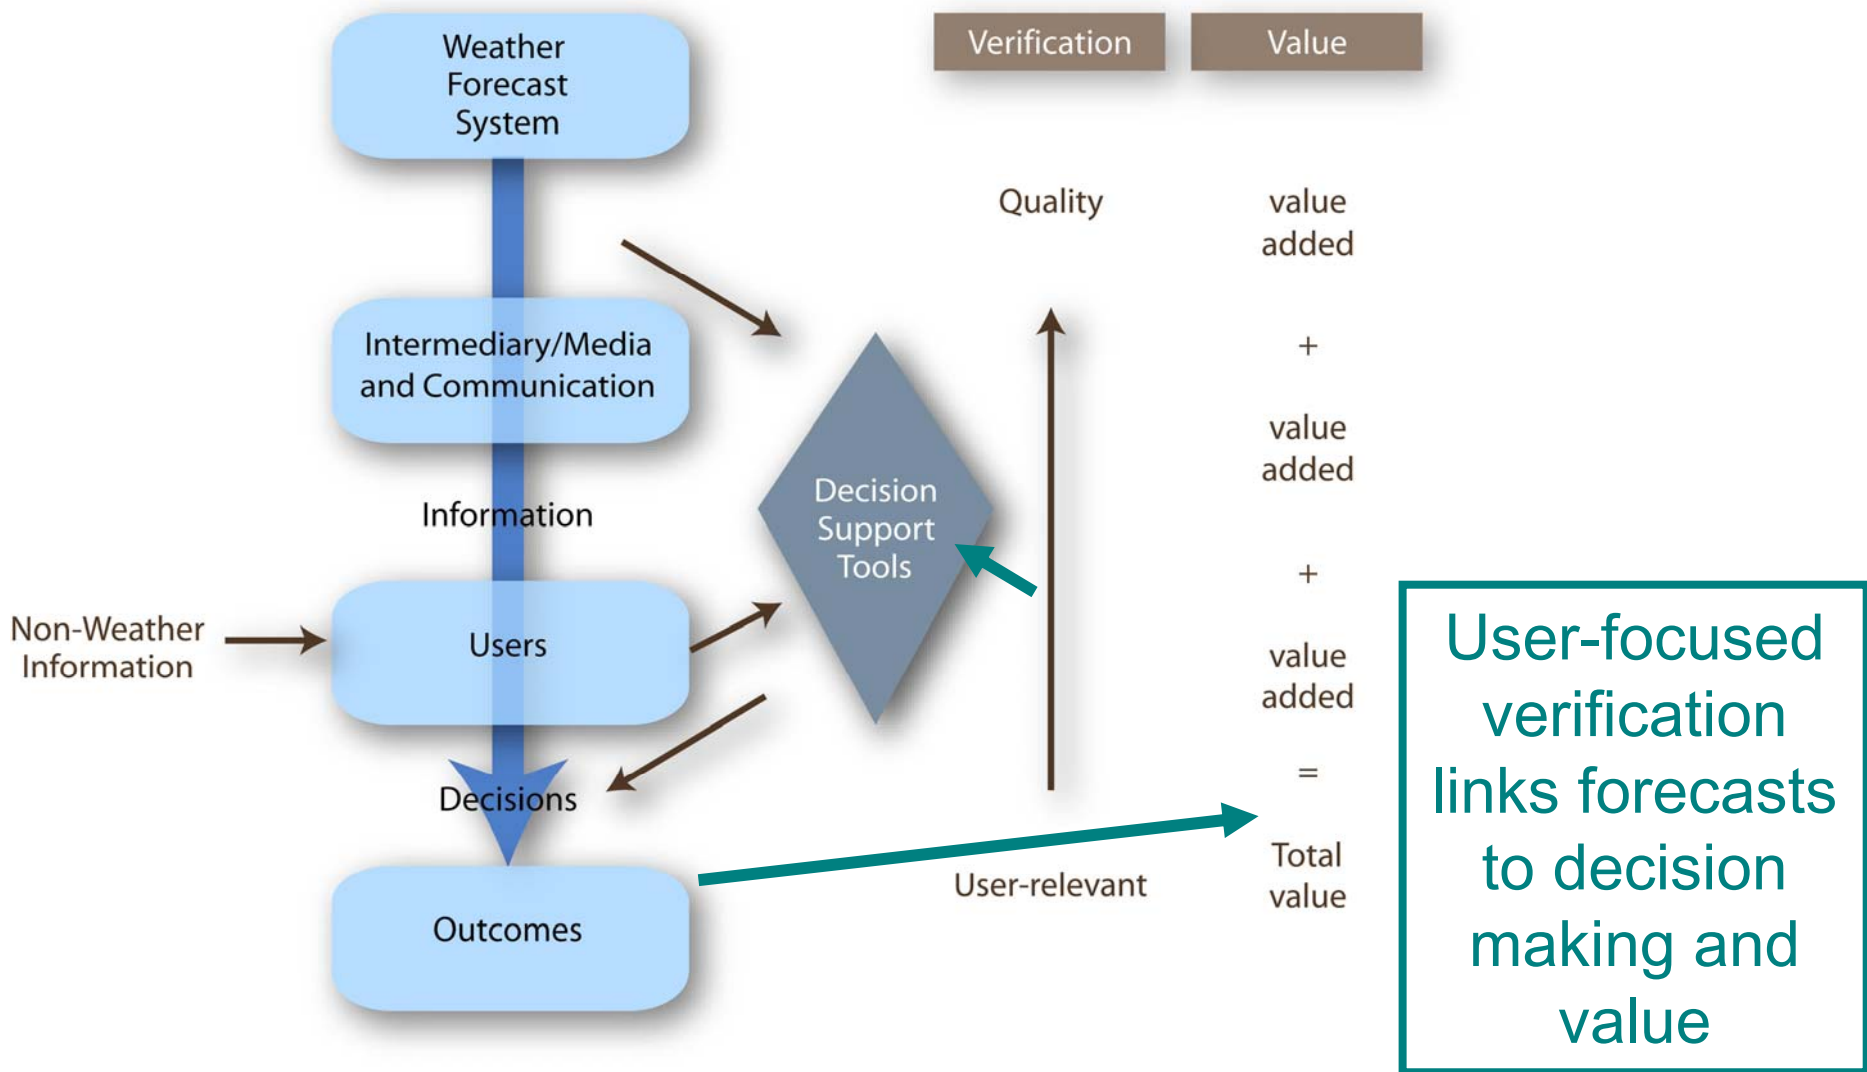 Weather
Forecast
System
Verification
Value
Quality
value
added
Intermediary/Media
and Communication
+
value
added
Information
Decision
Support
Tools
+
Non-Weather
Information
Users
value
added
=
Decisions
User-relevant
Total
value
Outcomes
User-focused
verification
links forecasts
to decision
making and
value